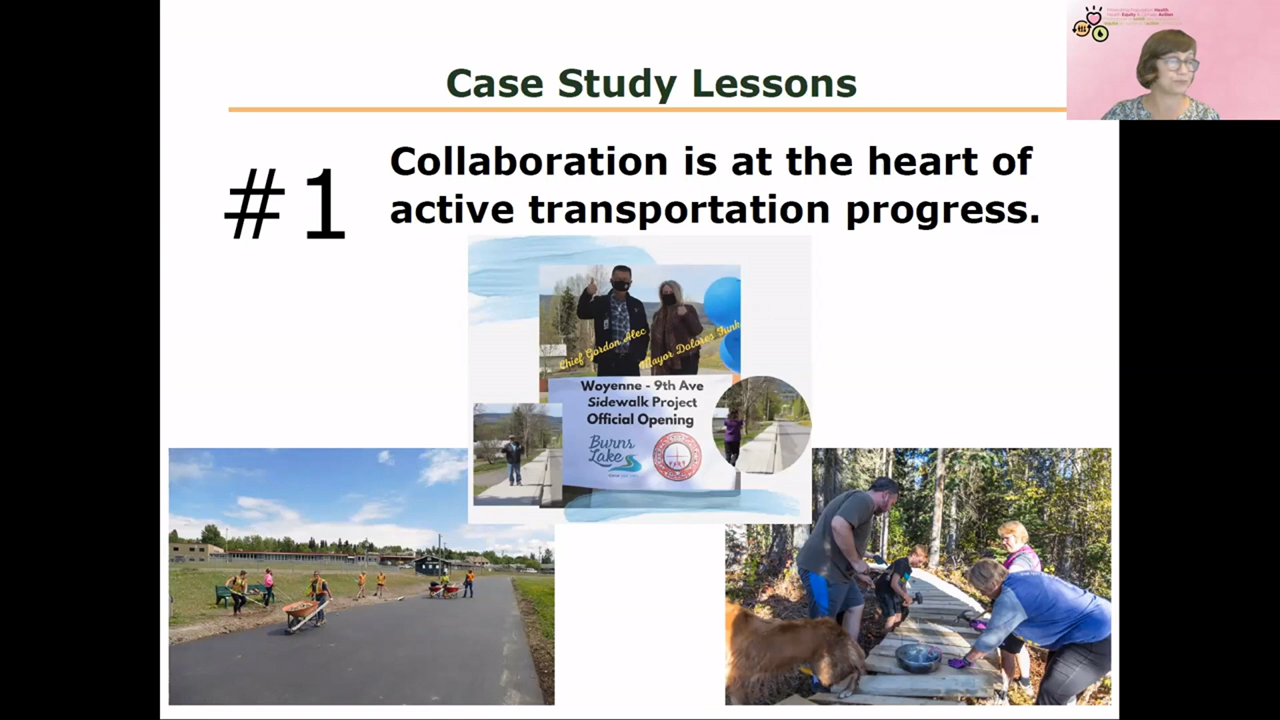 Case Study Lessons
#1
Collaboration is at the heart of
active transportation progress.
Chief Gordon Alec
Mayor Dolores Funk
Woyenne - 9th Ave
Sidewalk Project
Official Opening
Burns
Lake